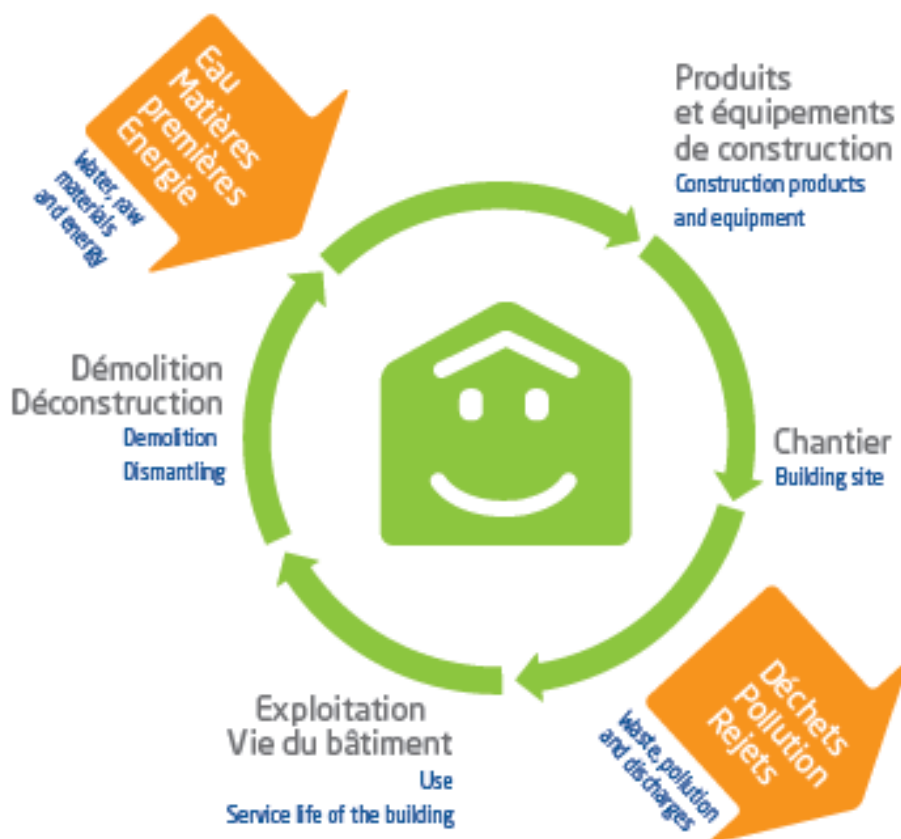 Eau
Matières
premières
Énergie
Water, raw
materials
and energy
Produits
et équipements
de construction
Construction products
and equipment
Chantier
Building site
Déchets
Pollution
Rejets
Waste, pollution
and discharges
Exploitation
Vie du bâtiment
Use
Service life of the building
Démolition
Déconstruction
Demolition
Dismantling